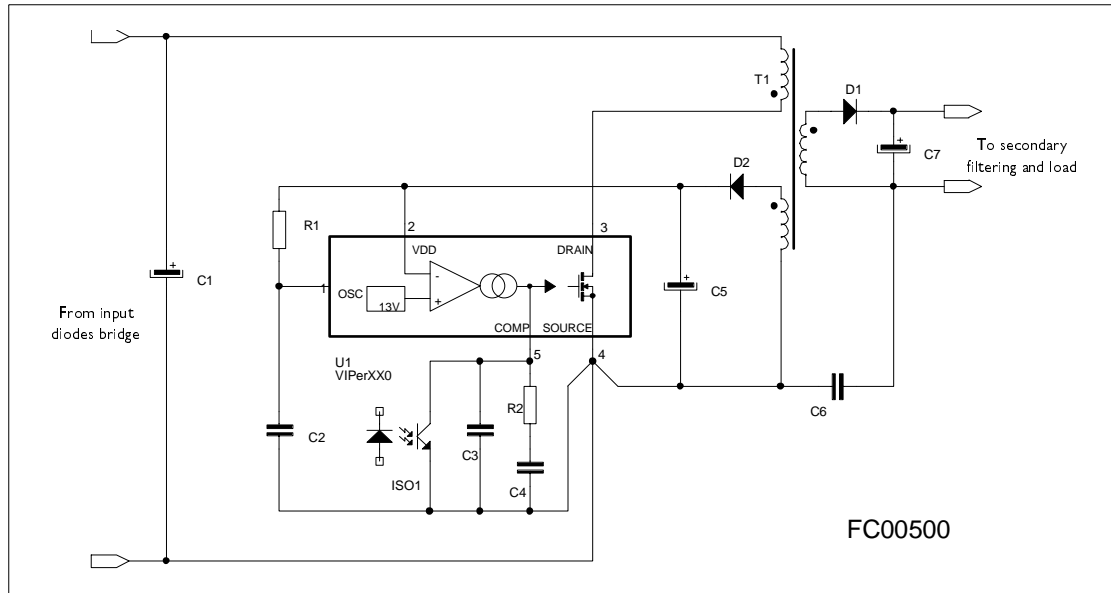 T1
D1
C7
To secondary
filtering and load
D2
R1
2
3
VDD
DRAIN
C1
1
OSC
-
+
13V
C5
From input
diodes bridge
COMP
SOURCE
U1
VIPerXX0
5
4
R2
C6
C2
C3
ISO1
C4
FC00500
+
+
+